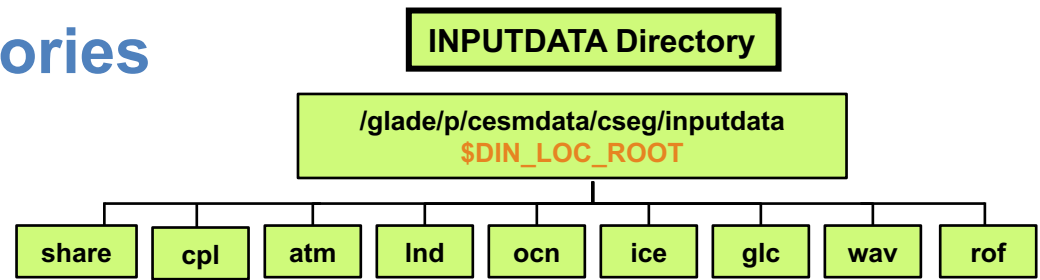 ories
INPUTDATA Directory
/glade/p/cesmdata/cseg/inputdata
$DIN_LOC_ROOT
share cpl atm lnd ocn ice glc wav rof